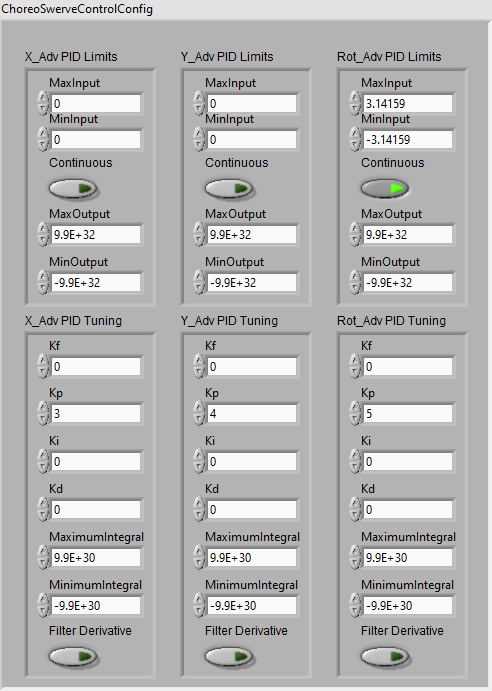 ChoreoSwerveControlConfig
X_Adv PID Limits
MaxInput
0
MinInput
0
Continuous
MaxOutput
9.9E+32
MinOutput
-9.9E+32
Y_Adv PID Limits
MaxInput
0
MinInput
0
Continuous
MaxOutput
9.9E+32
MinOutput
-9.9E+32
Rot_Adv PID Limits
MaxInput
3.14159
MinInput
-3.14159
Continuous
MaxOutput
9.9E+32
MinOutput
-9.9E+32
X_Adv PID Tuning
Kf
0
Kp
3
Ki
0
Kd
0
MaximumIntegral
9.9E+30
MinimumIntegral
-9.9E+30
Filter Derivative
Y_Adv PID Tuning
Kf
0
Kp
4
Ki
0
Kd
0
MaximumIntegral
9.9E+30
MinimumIntegral
-9.9E+30
Filter Derivative
Rot_Adv PID Tuning
Kf
0
Kp
5
Ki
0
Kd
0
MaximumIntegral
9.9E+30
MinimumIntegral
-9.9E+30
Filter Derivative